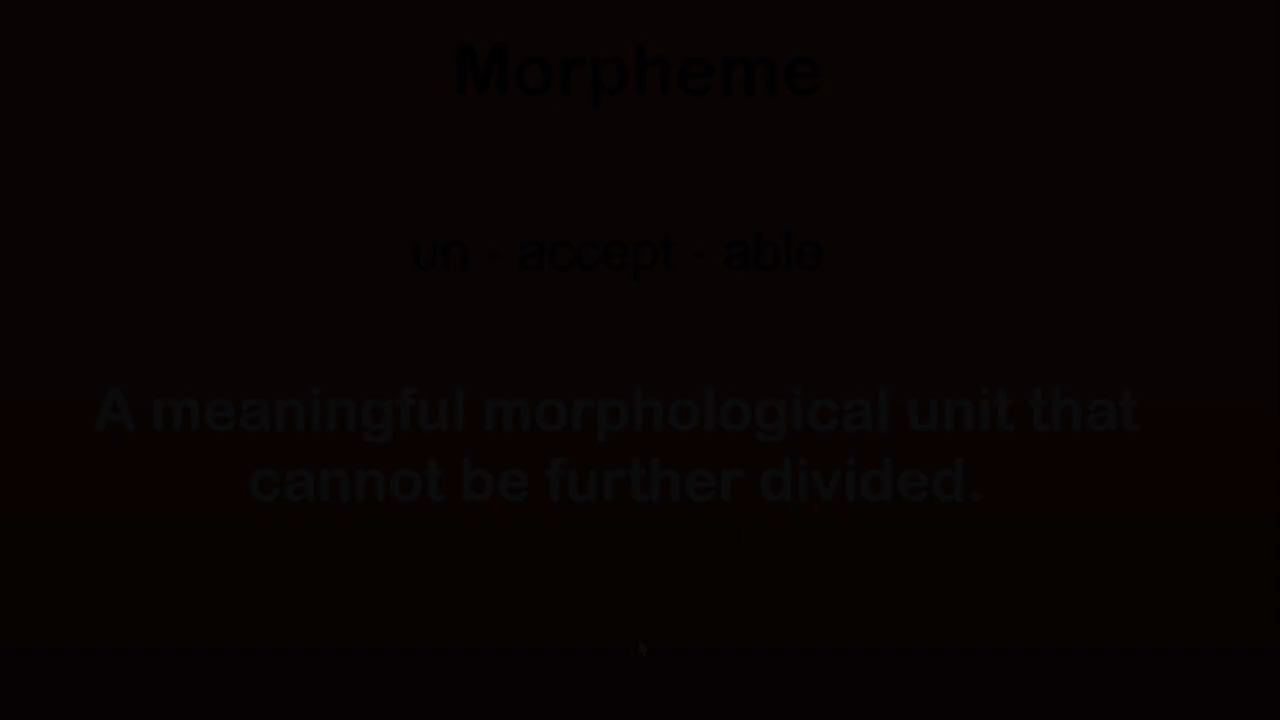 Morpheme
un - accept - able
A meaningful morphological unit that
cannot be further divided.